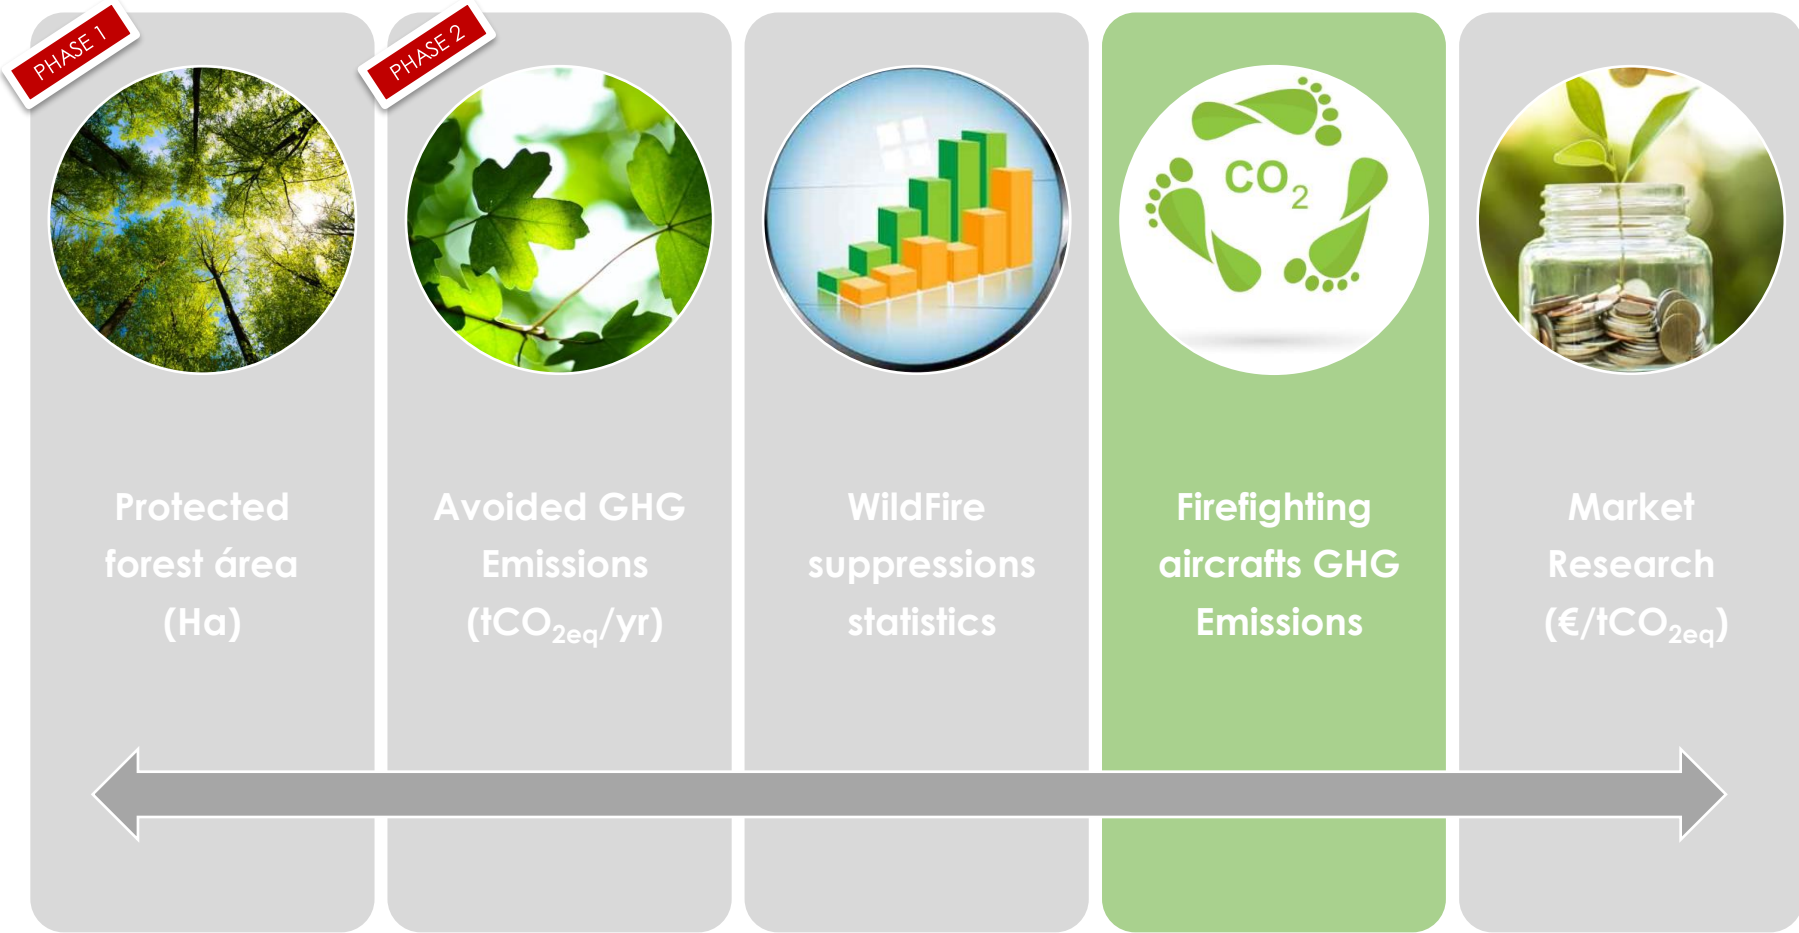 PHASE 1
PHASE 2
CO2
Protected
forest área
(Ha)
Avoided GHG
Emissions
(tCO2eq/yr)
WildFire
suppressions
statistics
Firefighting
aircrafts GHG
Emissions
Market
Research
(€/tCO2eq)